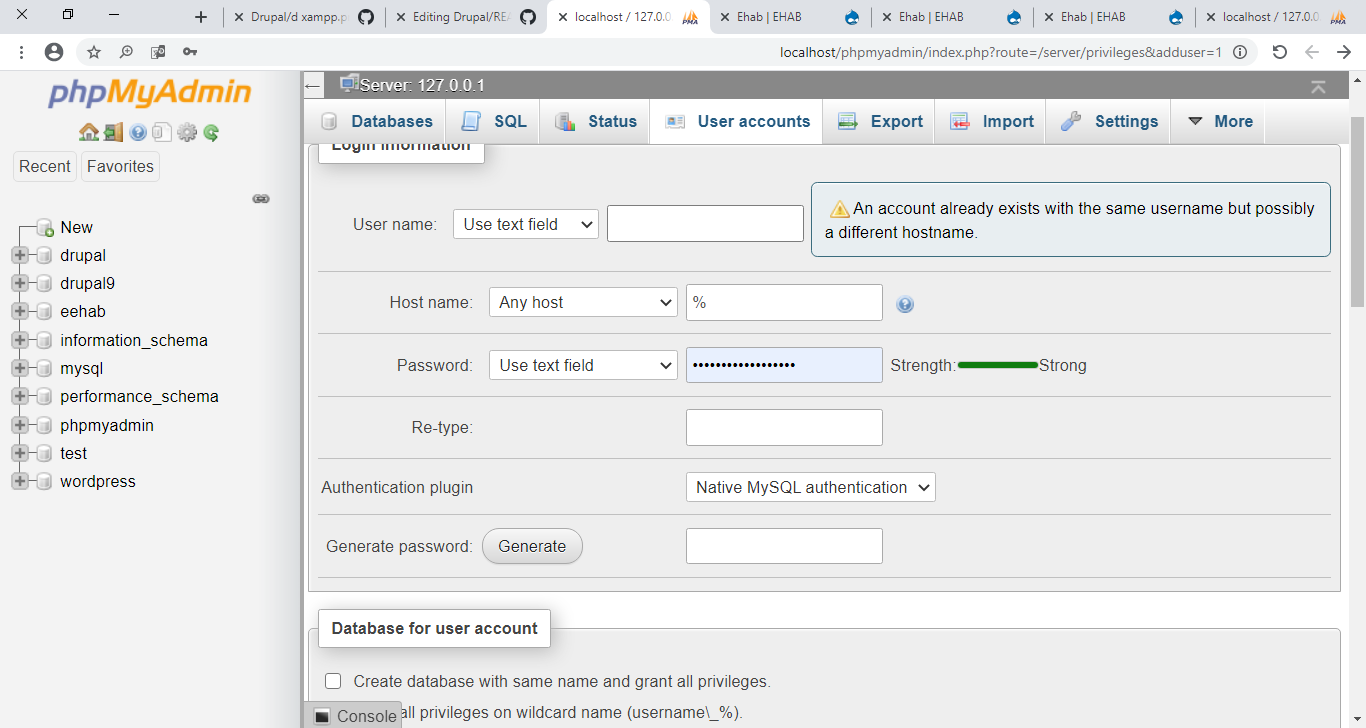 Drupal/d xampp.p
Editing Drupal/REA
localhost / 127.0.0.
Ehab | EHAB
Ehab | EHAB
Ehab | EHAB
localhost / 127.0.0.
localhost/phpmyadmin/index.php?route=/server/privileges&adduser=1
phpMyAdmin
Recent
Favorites
New
drupal
drupal9
eehab
information_schema
mysql
performance_schema
phpmyadmin
test
wordpress
Server: 127.0.0.1
Databases
SQL
Status
User accounts
Export
Import
Settings
More
Login Information
User name:
Use text field
An account already exists with the same username but possibly
a different hostname.
Host name:
Any host
%
Password:
Use text field
•••••••••••••••••
Strength:
Strong
Re-type:
Authentication plugin
Native MySQL authentication
Generate password:
Generate
Database for user account
Create database with same name and grant all privileges.
Console
all privileges on wildcard name (username\_%).